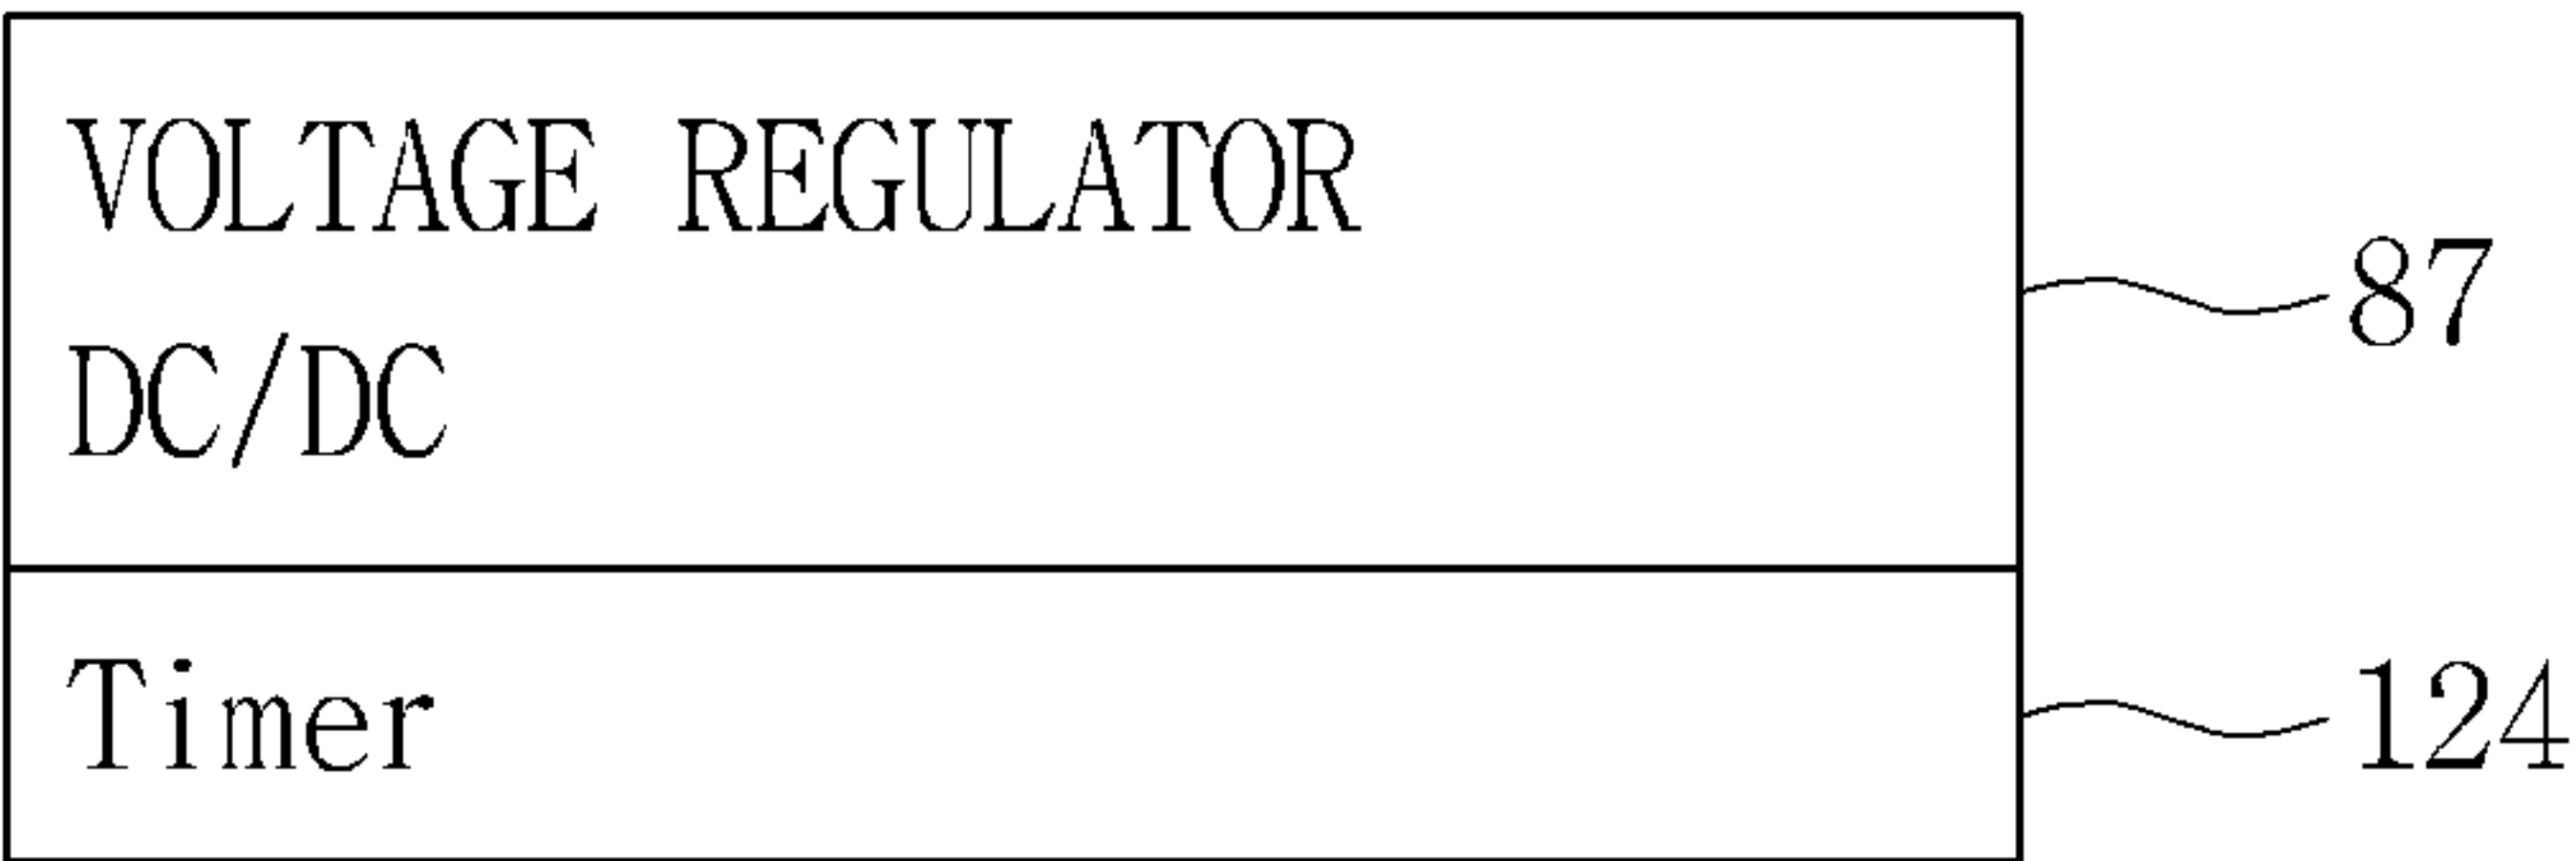 VOLTAGE REGULATOR
DC/DC
87
Timer
124